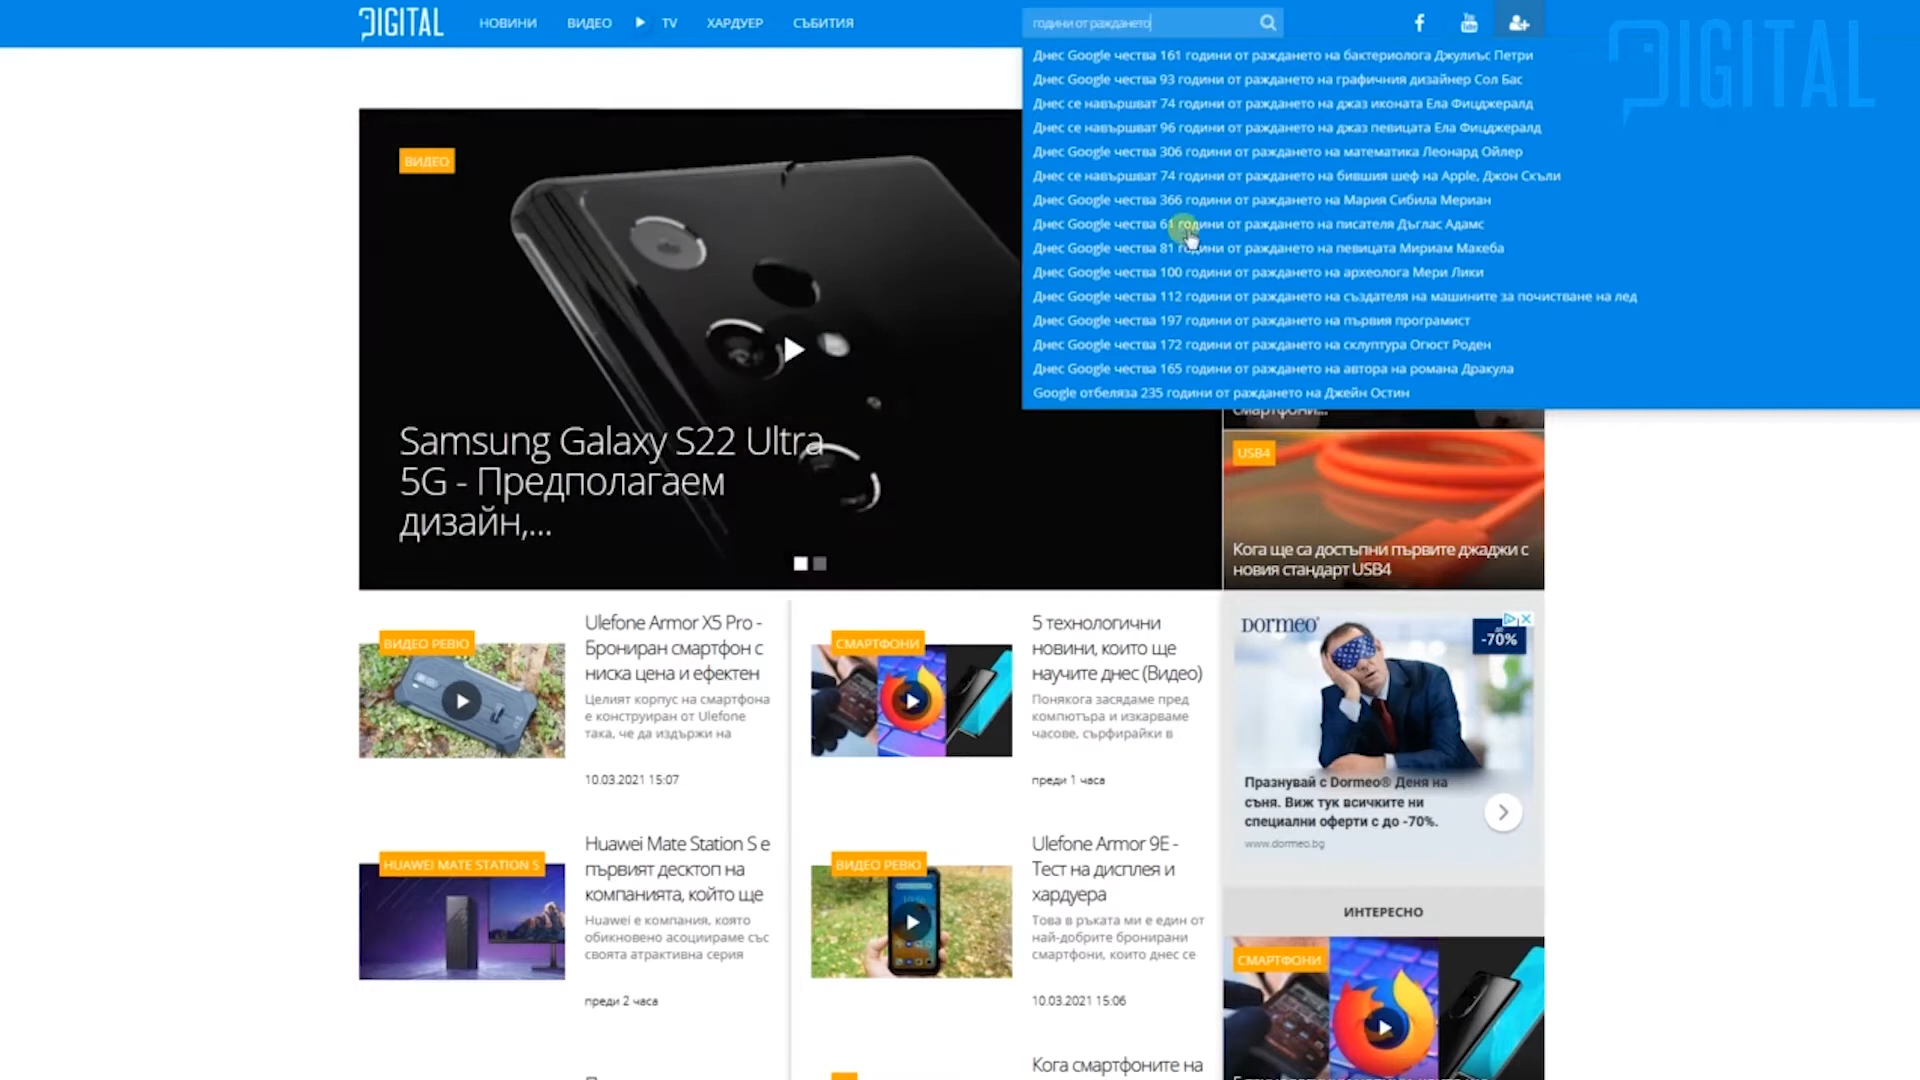 DIGITAL
НОВИНИ
ВИДЕО
TV
ХАРДУЕР
СЪБИТИЯ
години от раждането
f
You Tube
DIGITAL
Днес Google чества 161 години от раждането на бактериолога Джулиъс Петри
Днес Google чества 93 години от раждането на графичния дизайнер Сол Бас
Днес се навършват 74 години от раждането на джаз иконата Ела Фицджералд
Днес се навършват 96 години от раждането на джаз певицата Ела Фицджералд
Днес Google чества 306 години от раждането на математика Леонард Ойлер
Днес се навършват 74 години от раждането на бившия шеф на Apple, Джон Скъли
Днес Google чества 366 години от раждането на Мария Сибила Мериан
Днес Google чества 61 години от раждането на писателя Дъглас Адамс
Днес Google чества 81 години от раждането на певицата Мириам Макеба
Днес Google чества 100 години от раждането на археолога Мери Лики
Днес Google чества 112 години от раждането на създателя на машините за почистване на лед
Днес Google чества 197 години от раждането на първия програмист
Днес Google чества 172 години от раждането на склуптура Огюст Роден
Днес Google чества 165 години от раждането на автора на романа Дракула
Google отбеляза 235 години от раждането на Джейн Остин
ВИДЕО
Samsung Galaxy S22 Ultra
5G - Предполагаем
дизайн,...
смартфони...
USB4
Кога ще са достъпни първите джаджи с
новия стандарт USB4
ВИДЕО РЕВЮ
Ulefone Armor X5 Pro -
Брониран смартфон с
ниска цена и ефектен
Целият корпус на смартфона
е конструиран от Ulefone
така, че да издържи на
10.03.2021 15:07
СМАРТФОНИ
5 технологични
новини, които ще
научите днес (Видео)
Понякога засядаме пред
компютъра и изкарваме
часове, сърфирайки в
преди 1 часа
DORMEO
-70%
Празнувай с Dormeo® Деня на
съня. Виж тук всичките ни
специални оферти с до -70%.
www.dormeo.bg
HUAWEI MATE STATION S
Huawei Mate Station S е
първият десктоп на
компанията, който ще
Huawei е компания, която
обикновено асоциираме със
своята атрактивна серия
преди 2 часа
ВИДЕО РЕВЮ
Ulefone Armor 9E -
Тест на дисплея и
хардуера
Това в ръката ми е един от
най-добрите бронирани
смартфони, които днес се
10.03.2021 15:06
ИНТЕРЕСНО
СМАРТФОНИ
Кога смартфоните на